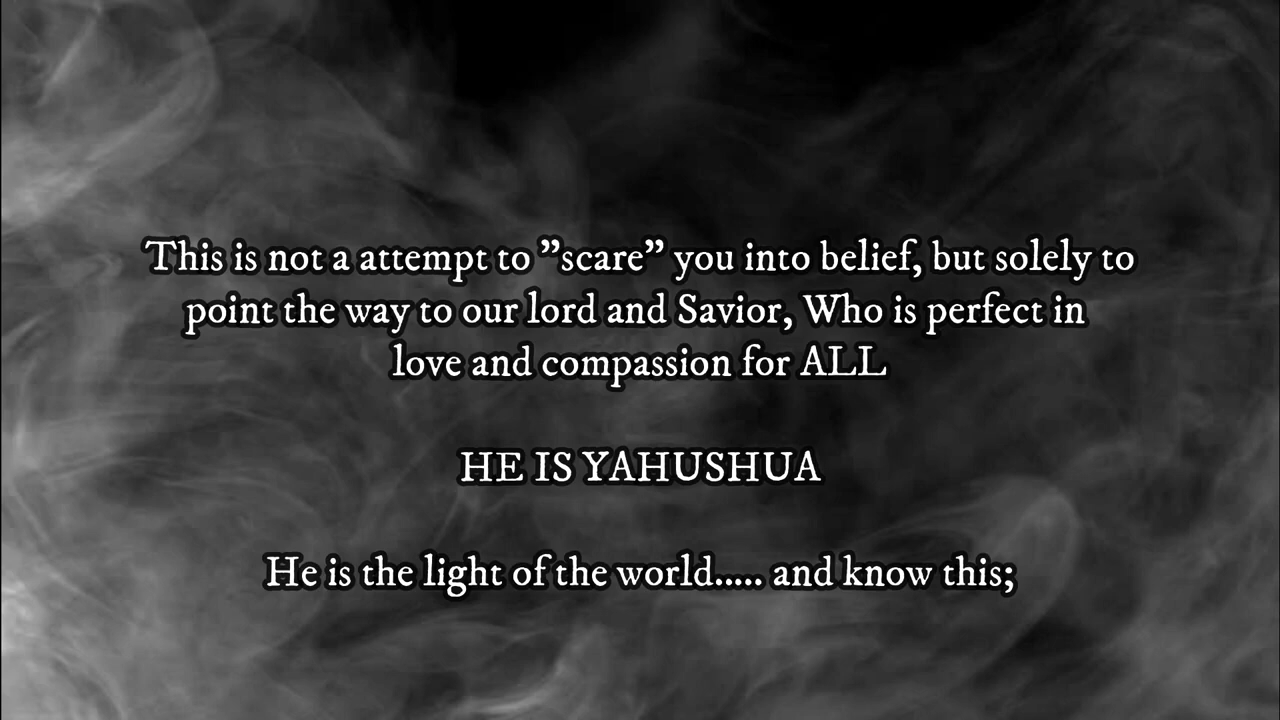 This is not a attempt to ”scare” you into belief, but solely to
point the way to our lord and Savior, Who is perfect in
love and compassion for ALL
HE IS YAHUSHUA
He is the light of the world..... and know this;